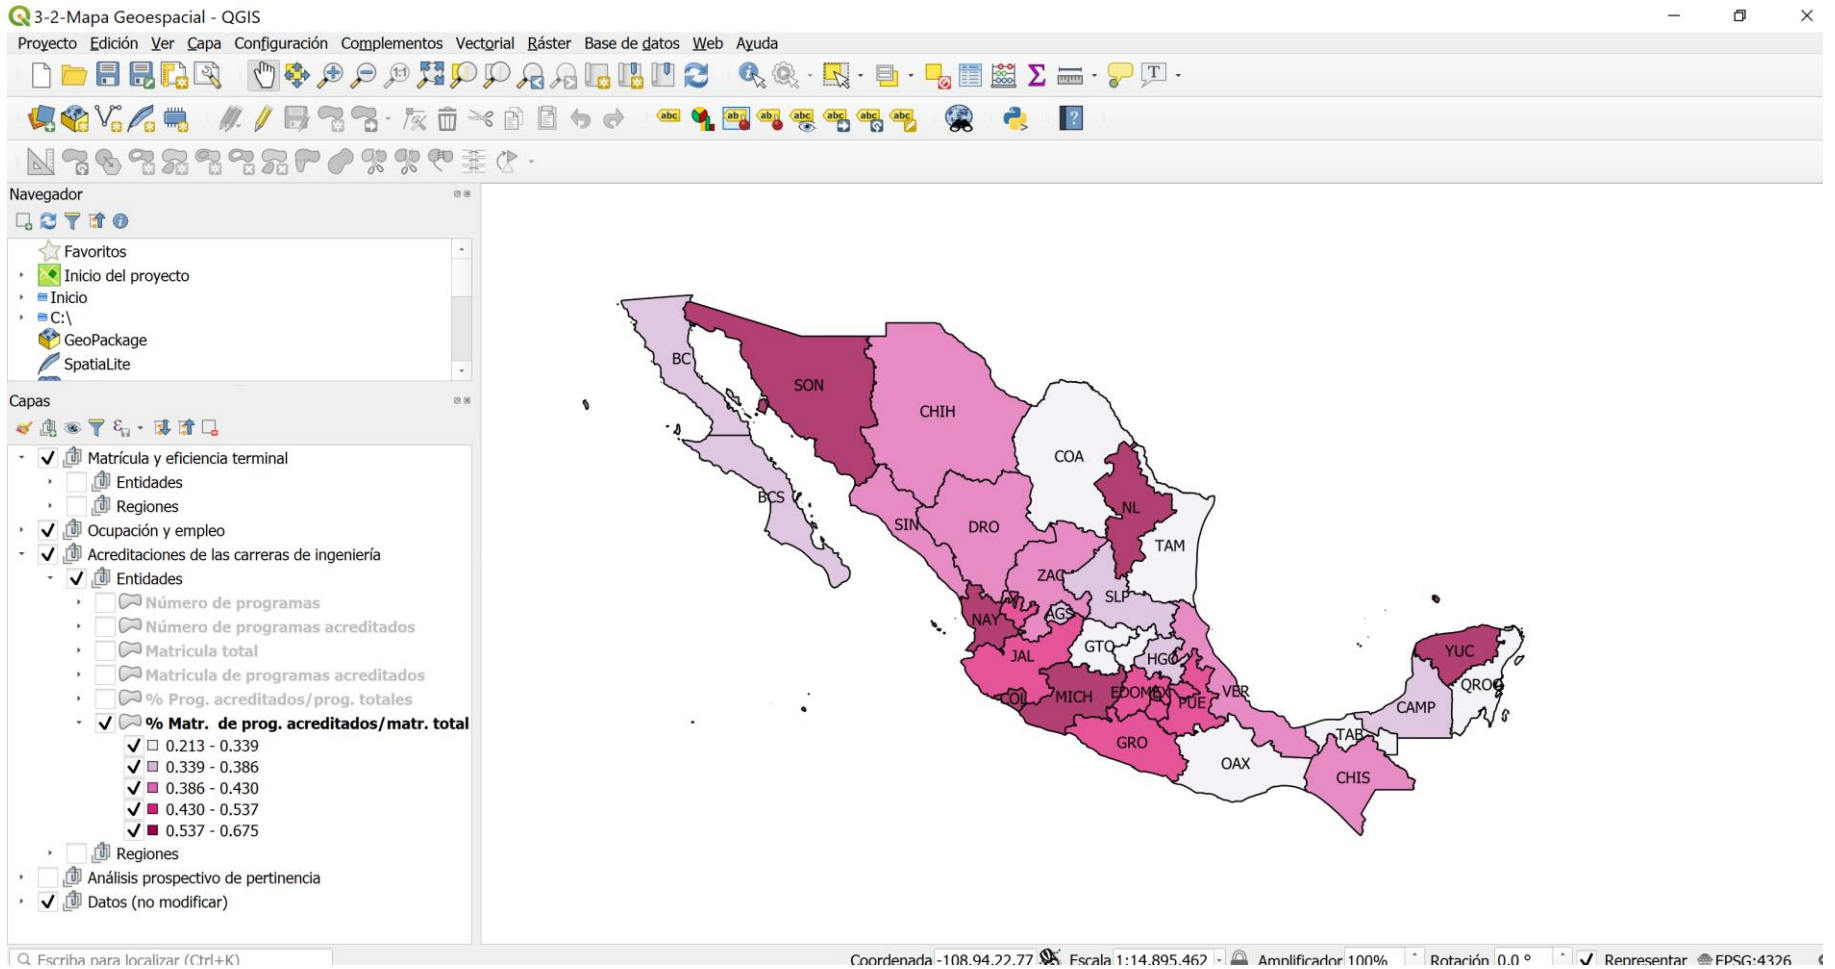 3-2-Mapa Geoespacial - QGIS
Proyecto Edición Ver Capa Configuración Complementos Vectorial Ráster Base de datos Web Ayuda
Navegador
Favoritos
Inicio del proyecto
Inicio
C:\
GeoPackage
SpatiaLite
Capas
Matrícula y eficiencia terminal
Entidades
Regiones
Ocupación y empleo
Acreditaciones de las carreras de ingeniería
Entidades
Número de programas
Número de programas acreditados
Matricula total
Matricula de programas acreditados
% Prog. acreditados/prog. totales
% Matr. de prog. acreditados/matr. total
0.213 - 0.339
0.339 - 0.386
0.386 - 0.430
0.430 - 0.537
0.537 - 0.675
Regiones
Análisis prospectivo de pertinencia
Datos (no modificar)
BC
SON
CHIH
COA
BCS
NL
SIN
DRO
TAM
ZAC
SLP
AGS
NAY
GTO
JAL
HGO
YUC
QROO
COL
MICH
EDOMEX
PUE
VER
CAMP
GRO
TAB
OAX
CHIS
Escriba para localizar (Ctrl+K)
Coordenada -108.94,22.77 Escala 1:14.895.462 Amplificador 100% Rotación 0,0 ° Representar EPSG:4326